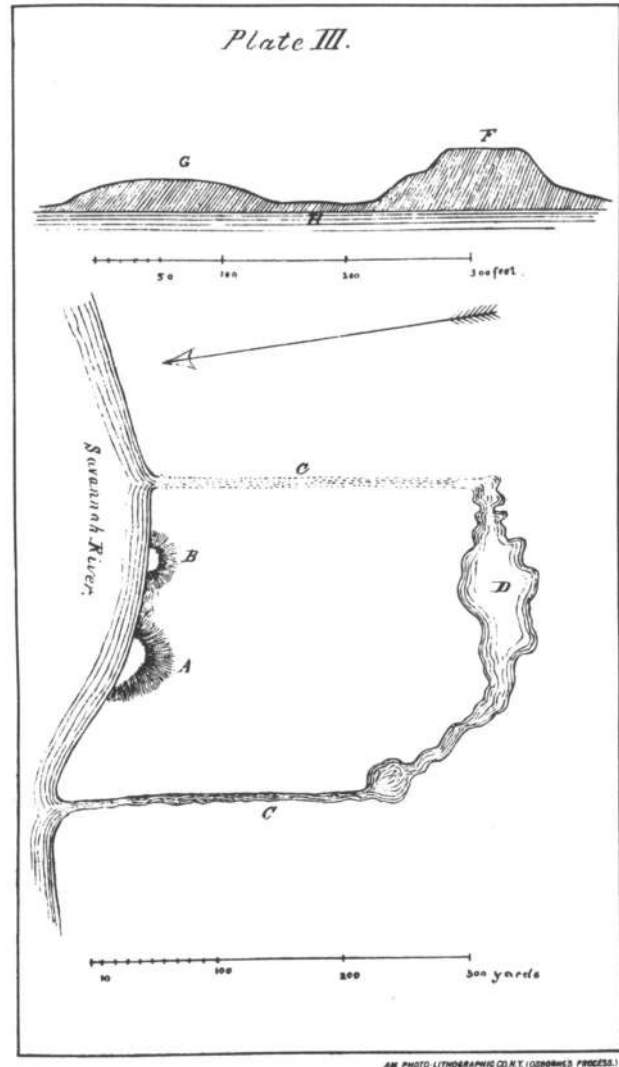 Plate III.
F
G
H
50 100 200 300 feet.
C
Savannah River.
B
D
A
C
10 100 200 300 yards
AM. PHOTO-LITHOGRAPHIC CO. N.Y. (OSBORNE'S PROCESS.)